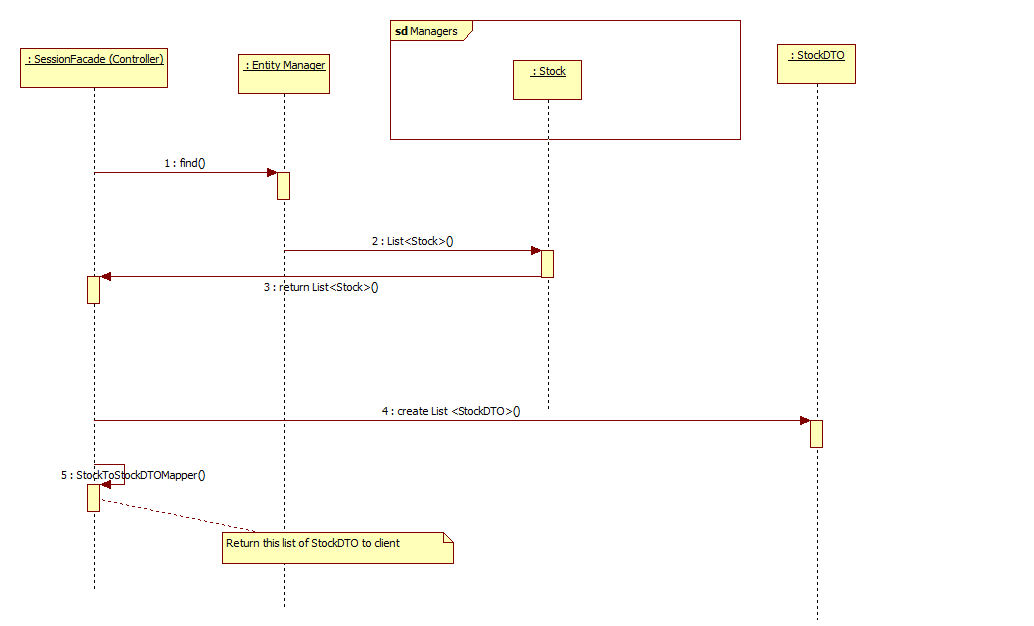 sd Managers
: SessionFacade (Controller)
: Entity Manager
: Stock
: StockDTO
1 : find()
2 : List<Stock>()
3 : return List<Stock>()
4 : create List <StockDTO>()
5 : StockToStockDTOMapper()
Return this list of StockDTO to client